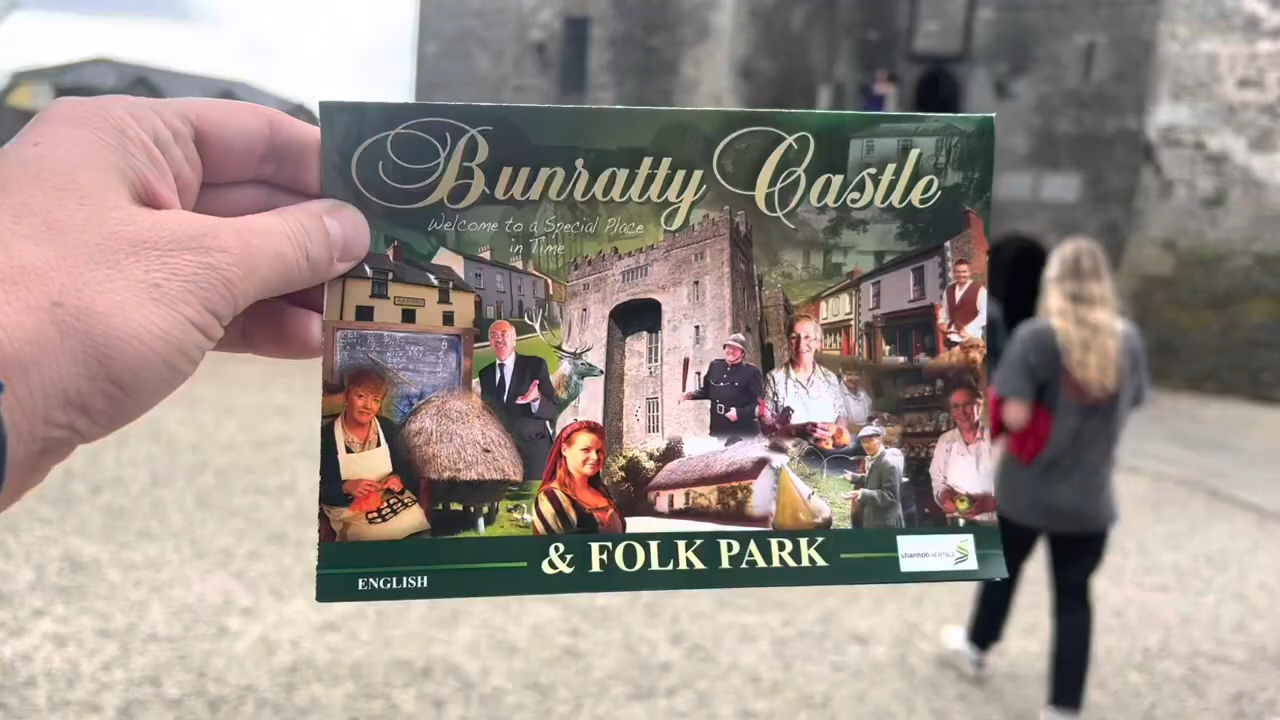 Bunratty Castle
Welcome to a Special Place
in Time
& FOLK PARK
shannon HERITAGE
ENGLISH